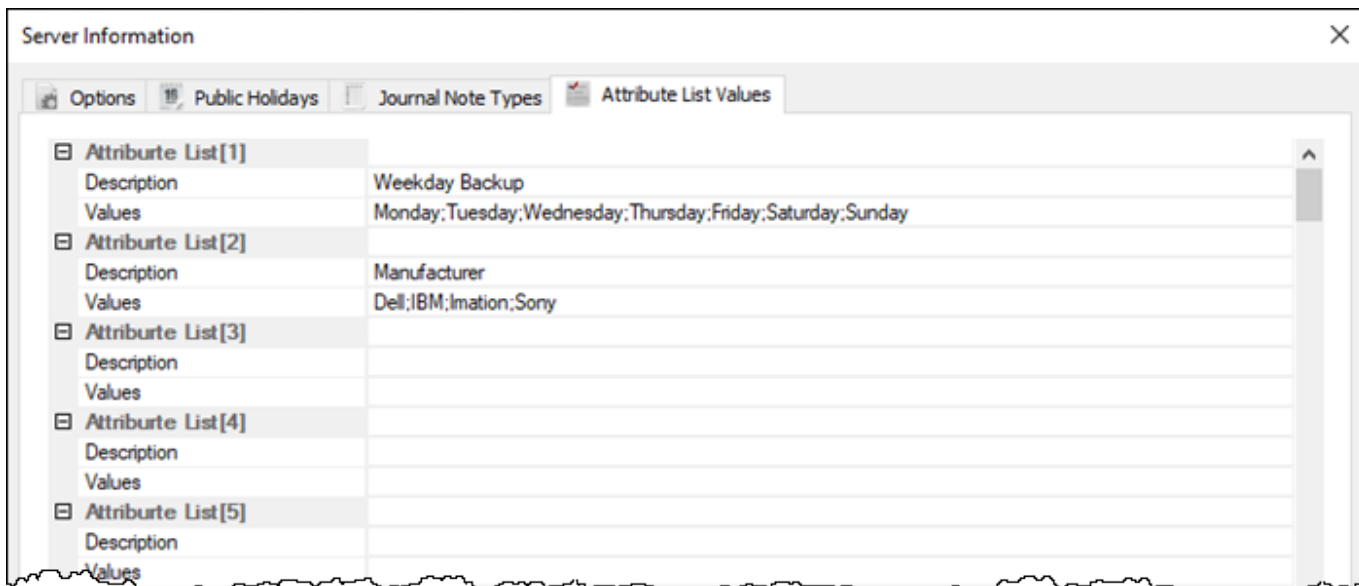 Server Information
Options Public Holidays Journal Note Types Attribute List Values
Attriburte List[1]
Description Weekday Backup
Values Monday;Tuesday;Wednesday;Thursday;Friday;Saturday;Sunday
Attriburte List[2]
Description Manufacturer
Values Dell;IBM;Imation;Sony
Attriburte List[3]
Description
Values
Attriburte List[4]
Description
Values
Attriburte List[5]
Description
Values